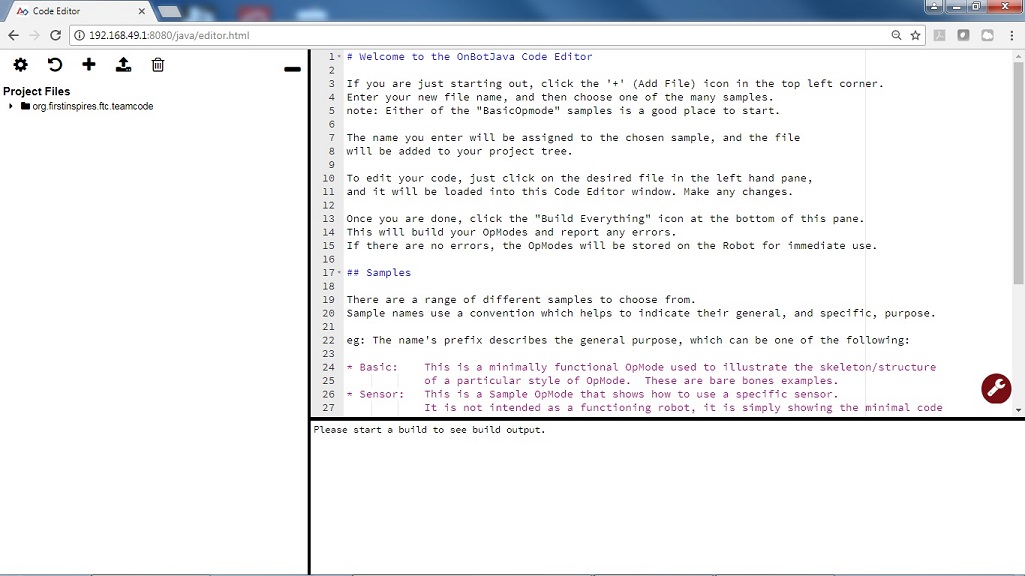 Code Editor
192.168.49.1:8080/java/editor.html
Project Files
org.firstinspires.ftc.teamcode
1 # Welcome to the OnBotJava Code Editor
2
3 If you are just starting out, click the '+' (Add File) icon in the top left corner.
4 Enter your new file name, and then choose one of the many samples.
5 note: Either of the "BasicOpmode" samples is a good place to start.
6
7 The name you enter will be assigned to the chosen sample, and the file
8 will be added to your project tree.
9
10 To edit your code, just click on the desired file in the left hand pane,
11 and it will be loaded into this Code Editor window. Make any changes.
12
13 Once you are done, click the "Build Everything" icon at the bottom of this pane.
14 This will build your OpModes and report any errors.
15 If there are no errors, the OpModes will be stored on the Robot for immediate use.
16
17 ## Samples
18
19 There are a range of different samples to choose from.
20 Sample names use a convention which helps to indicate their general, and specific, purpose.
21
22 eg: The name's prefix describes the general purpose, which can be one of the following:
23
24 * Basic: This is a minimally functional OpMode used to illustrate the skeleton/structure
25 of a particular style of OpMode. These are bare bones examples.
26 * Sensor: This is a Sample OpMode that shows how to use a specific sensor.
27 It is not intended as a functioning robot, it is simply showing the minimal code
Please start a build to see build output.